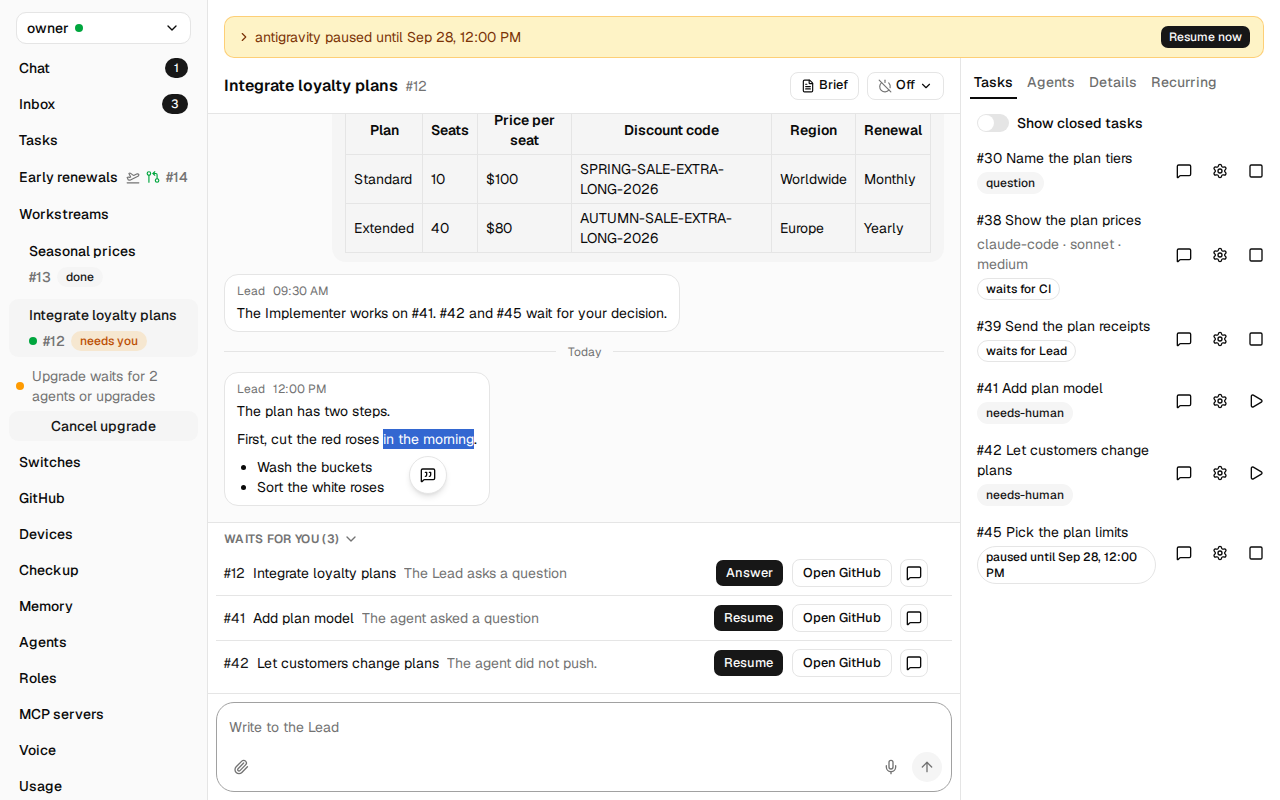 owner
Chat 1
Inbox 3
Tasks
Early renewals #14
Workstreams
Seasonal prices
#13 done
Integrate loyalty plans
#12 needs you
Upgrade waits for 2
agents or upgrades
Cancel upgrade
Switches
GitHub
Devices
Checkup
Memory
Agents
Roles
MCP servers
Voice
Usage
antigravity paused until Sep 28, 12:00 PM
Resume now
Integrate loyalty plans #12
Brief
Off
Plan Seats Price per seat Discount code Region Renewal
Standard 10 $100 SPRING-SALE-EXTRA-LONG-2026 Worldwide Monthly
Extended 40 $80 AUTUMN-SALE-EXTRA-LONG-2026 Europe Yearly
Lead 09:30 AM
The Implementer works on #41. #42 and #45 wait for your decision.
Today
Lead 12:00 PM
The plan has two steps.
First, cut the red roses in the morning.
• Wash the buckets
• Sort the white roses
WAITS FOR YOU (3)
#12 Integrate loyalty plans The Lead asks a question Answer Open GitHub
#41 Add plan model The agent asked a question Resume Open GitHub
#42 Let customers change plans The agent did not push. Resume Open GitHub
Write to the Lead
Tasks Agents Details Recurring
Show closed tasks
#30 Name the plan tiers
question
#38 Show the plan prices
claude-code · sonnet ·
medium
waits for CI
#39 Send the plan receipts
waits for Lead
#41 Add plan model
needs-human
#42 Let customers change
plans
needs-human
#45 Pick the plan limits
paused until Sep 28, 12:00
PM